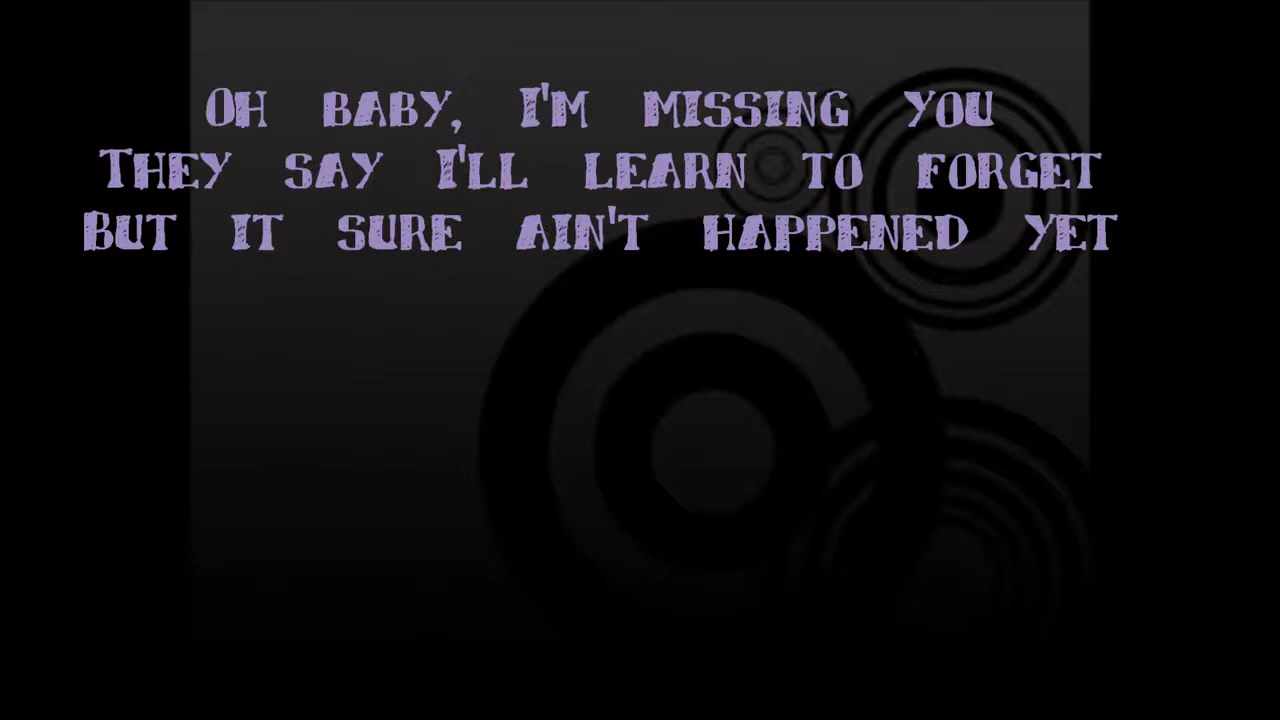 Oh baby, I'm missing you
They say I'll learn to forget
But it sure ain't happened yet